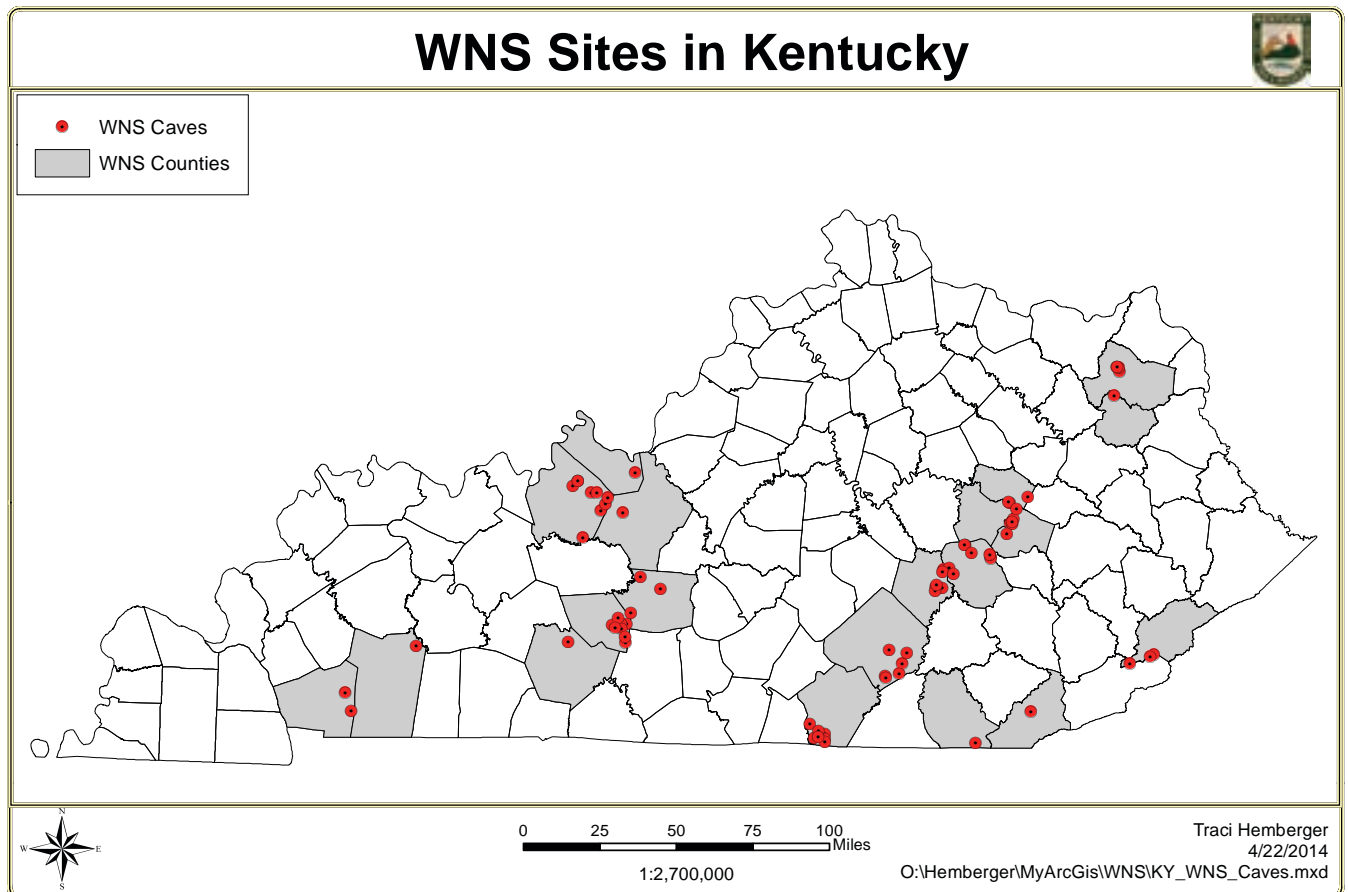 WNS Sites in Kentucky
WNS Caves
WNS Counties
N
W
E
S
0 25 50 75 100
Miles
1:2,700,000
Traci Hemberger
4/22/2014
O:\Hemberger\MyArcGis\WNS\KY_WNS_Caves.mxd